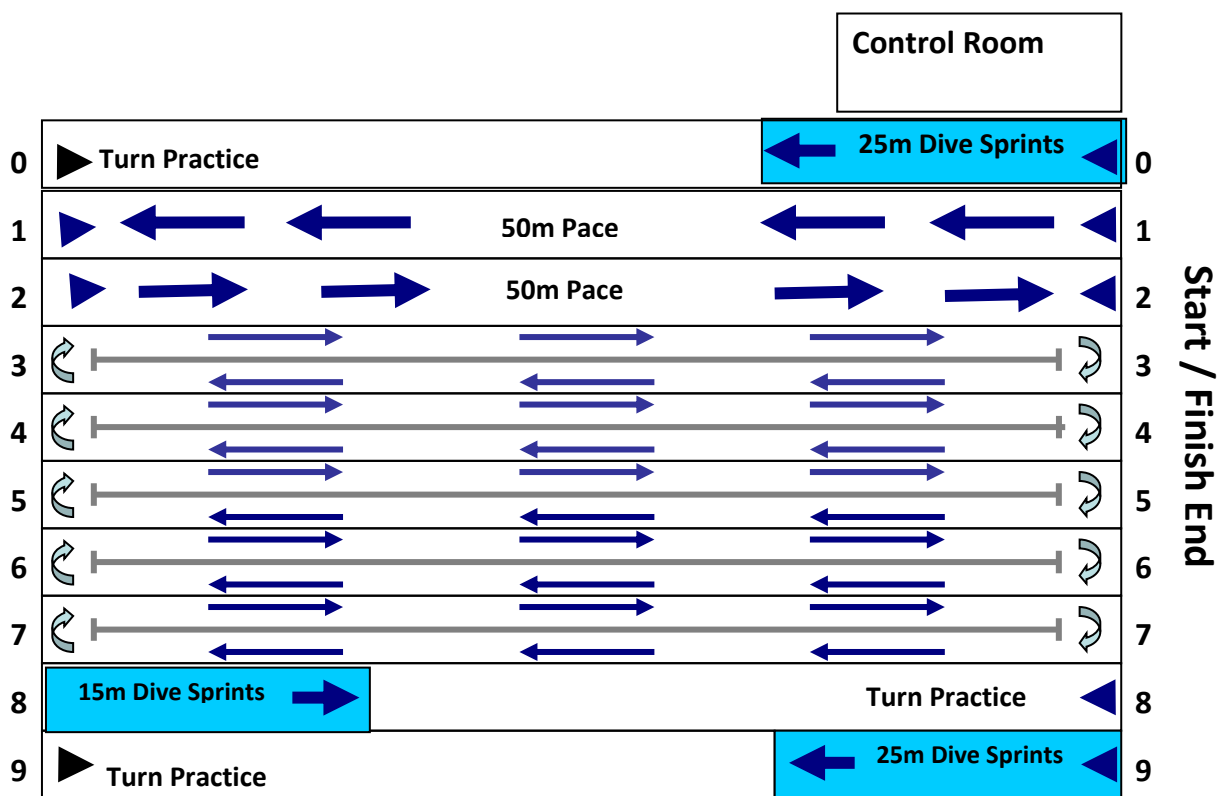 Control Room
0 Turn Practice 25m Dive Sprints 0
1 50m Pace 1
2 50m Pace 2
3 3
4 4
5 5
6 6
7 7
8 15m Dive Sprints Turn Practice 8
9 Turn Practice 25m Dive Sprints 9
Start / Finish End